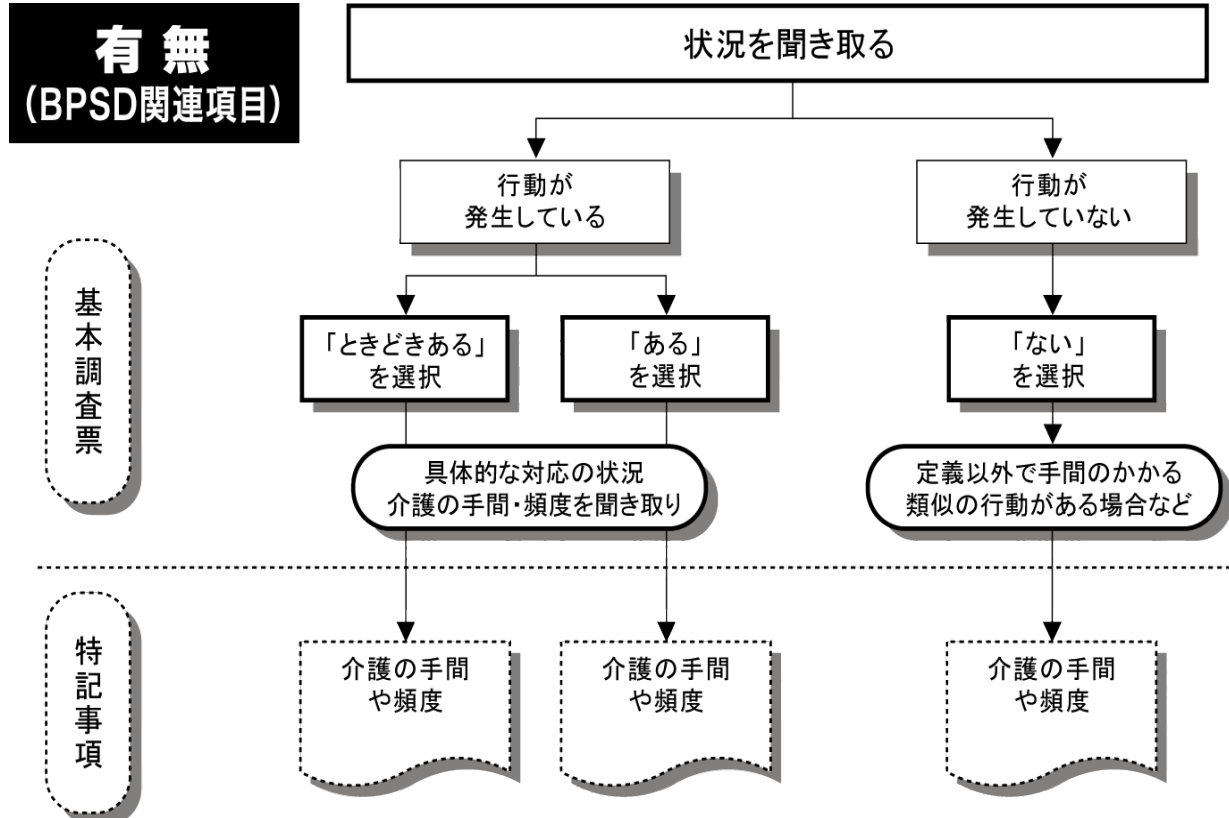 有無
（BPSD関連項目）
状況を聞き取る
行動が
発生している
行動が
発生していない
基本調査票
「ときどきある」
を選択
「ある」
を選択
「ない」
を選択
具体的な対応の状況
介護の手間・頻度を聞き取り
定義以外で手間のかかる
類似の行動がある場合など
特記事項
介護の手間
や頻度
介護の手間
や頻度
介護の手間
や頻度